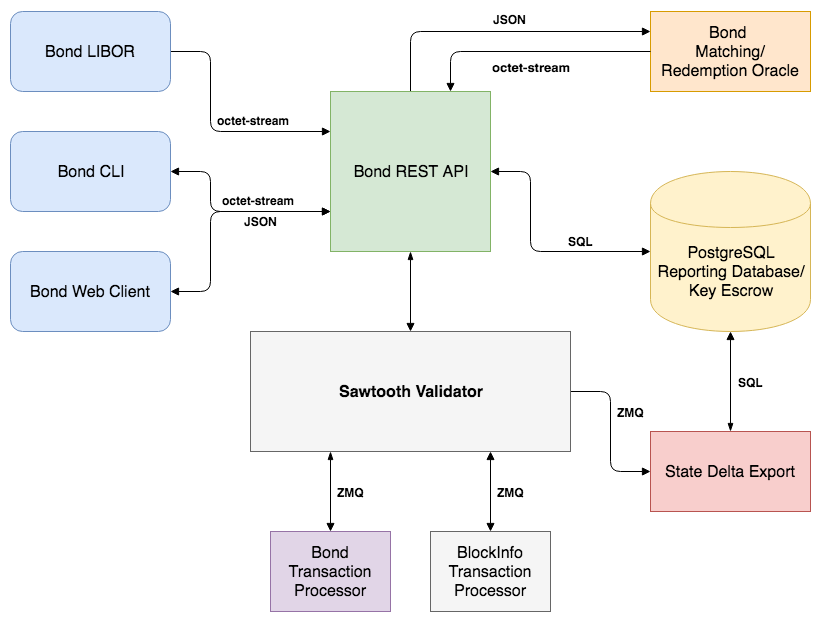 JSON
Bond LIBOR
Bond
Matching/
Redemption Oracle
octet-stream
octet-stream
Bond CLI
Bond REST API
octet-stream
JSON
SQL
PostgreSQL
Reporting Database/
Key Escrow
Bond Web Client
Sawtooth Validator
SQL
ZMQ
State Delta Export
ZMQ
ZMQ
Bond
Transaction
Processor
BlockInfo
Transaction
Processor